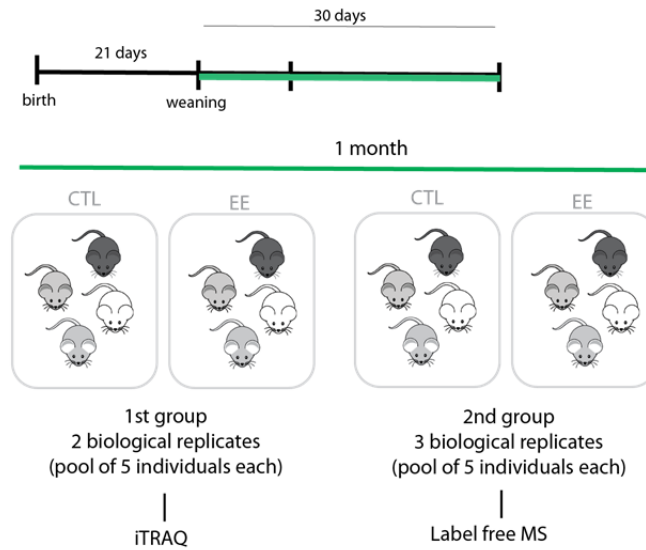 30 days
21 days
birth
weaning
1 month
CTL
EE
CTL
EE
1st group
2 biological replicates
(pool of 5 individuals each)
iTRAQ
2nd group
3 biological replicates
(pool of 5 individuals each)
Label free MS